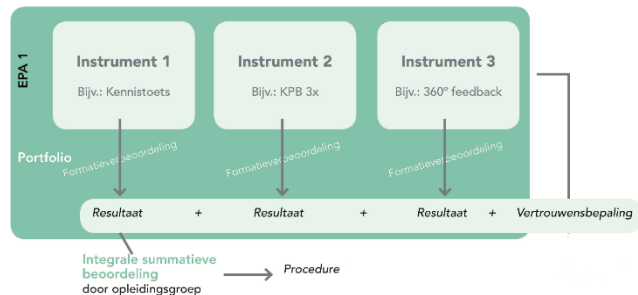 EPA 1
Instrument 1
Bijv.: Kennistoets
Instrument 2
Bijv.: KPB 3x
Instrument 3
Bijv.: 360º feedback
Portfolio
Formatieve beoordeling
Formatieve beoordeling
Formatieve beoordeling
Resultaat + Resultaat + Resultaat + Vertrouwensbepaling
Integrale summatieve
beoordeling
door opleidingsgroep
Procedure